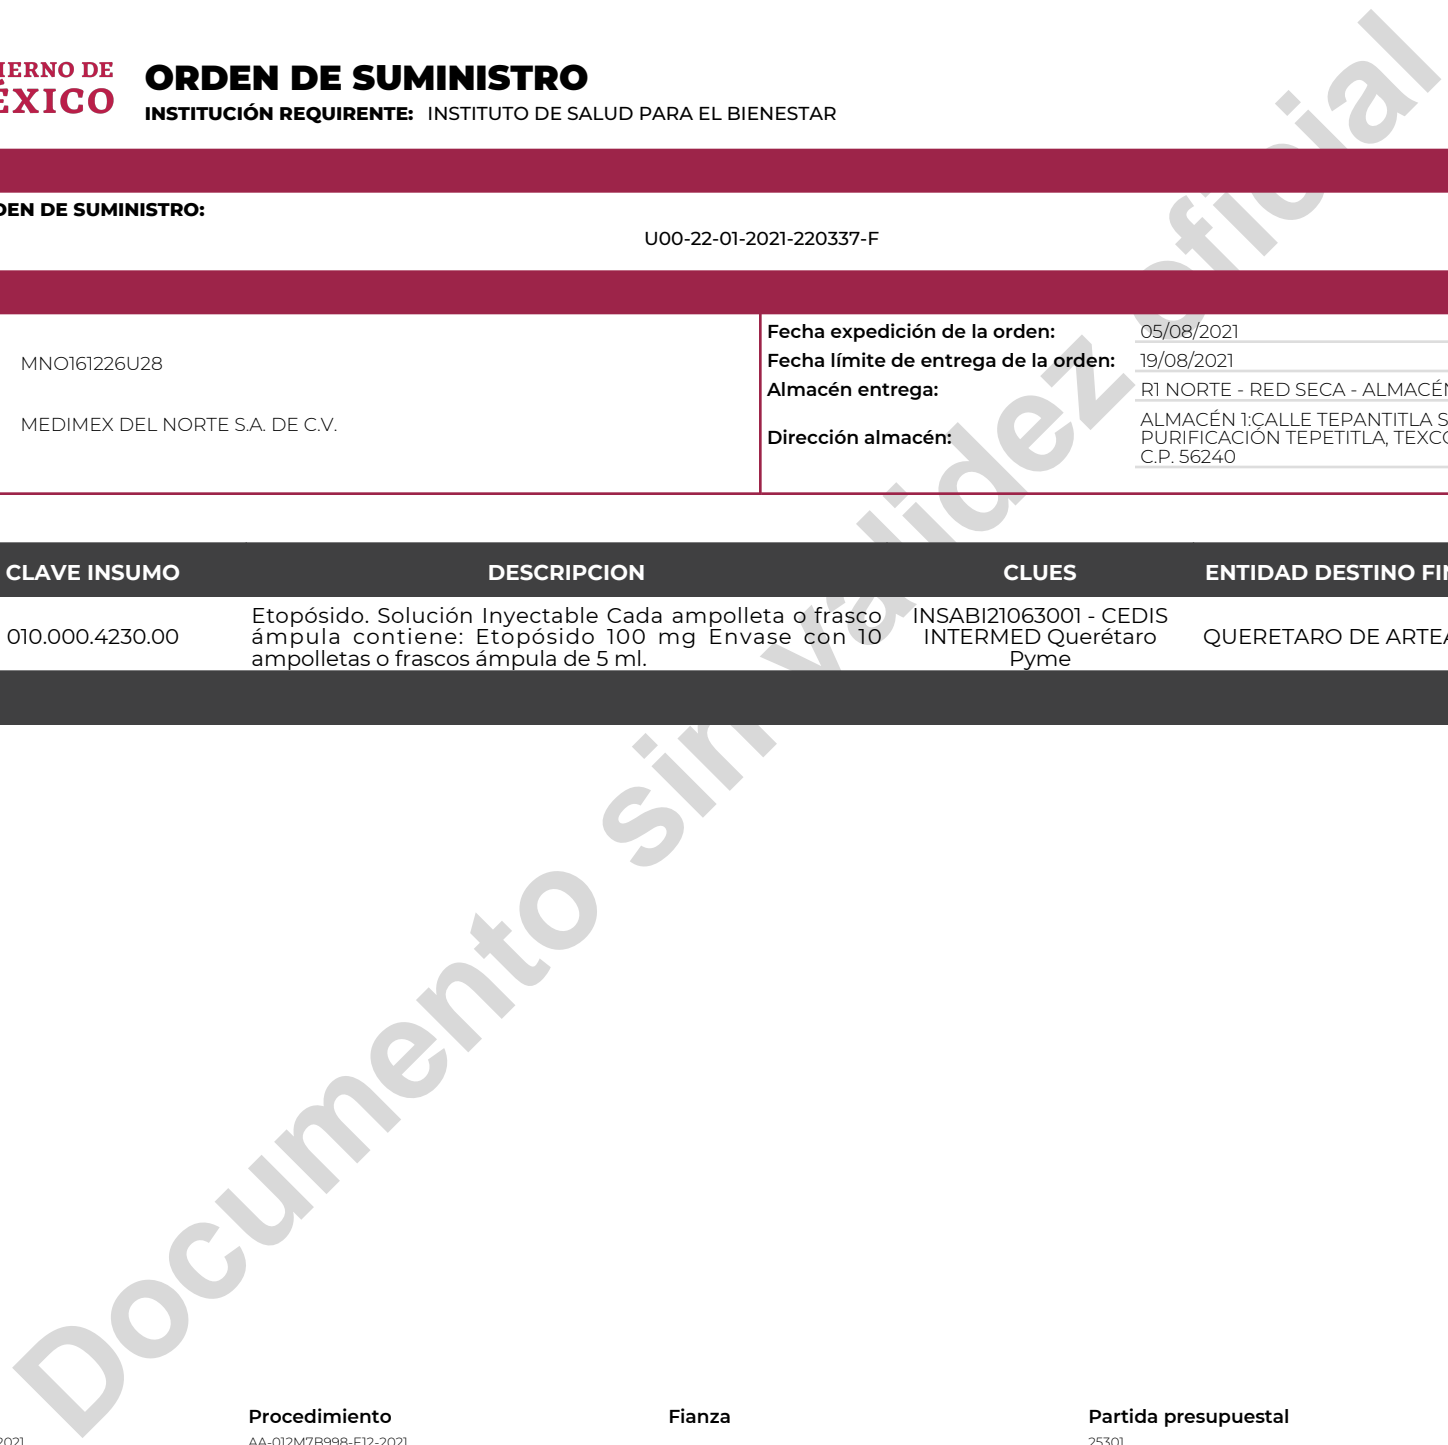 IERNO DE
ÉXICO
ORDEN DE SUMINISTRO
INSTITUCIÓN REQUIRENTE: INSTITUTO DE SALUD PARA EL BIENESTAR
DEN DE SUMINISTRO:
U00-22-01-2021-220337-F
MNO161226U28
MEDIMEX DEL NORTE S.A. DE C.V.
Fecha expedición de la orden: 05/08/2021
Fecha límite de entrega de la orden: 19/08/2021
Almacén entrega: R1 NORTE - RED SECA - ALMACÉN
Dirección almacén:
ALMACÉN 1:CALLE TEPANTITLA S
PURIFICACIÓN TEPETITLA, TEXCO
C.P. 56240
CLAVE INSUMO DESCRIPCION CLUES ENTIDAD DESTINO FIN
010.000.4230.00
Etopósido. Solución Inyectable Cada ampolleta o frasco
ámpula contiene: Etopósido 100 mg Envase con 10
ampolletas o frascos ámpula de 5 ml.
INSABI21063001 - CEDIS
INTERMED Querétaro
Pyme
QUERETARO DE ARTEA
Documento sin validez oficial
Procedimiento Fianza Partida presupuestal
2021 AA-012M7B998-E12-2021 25301